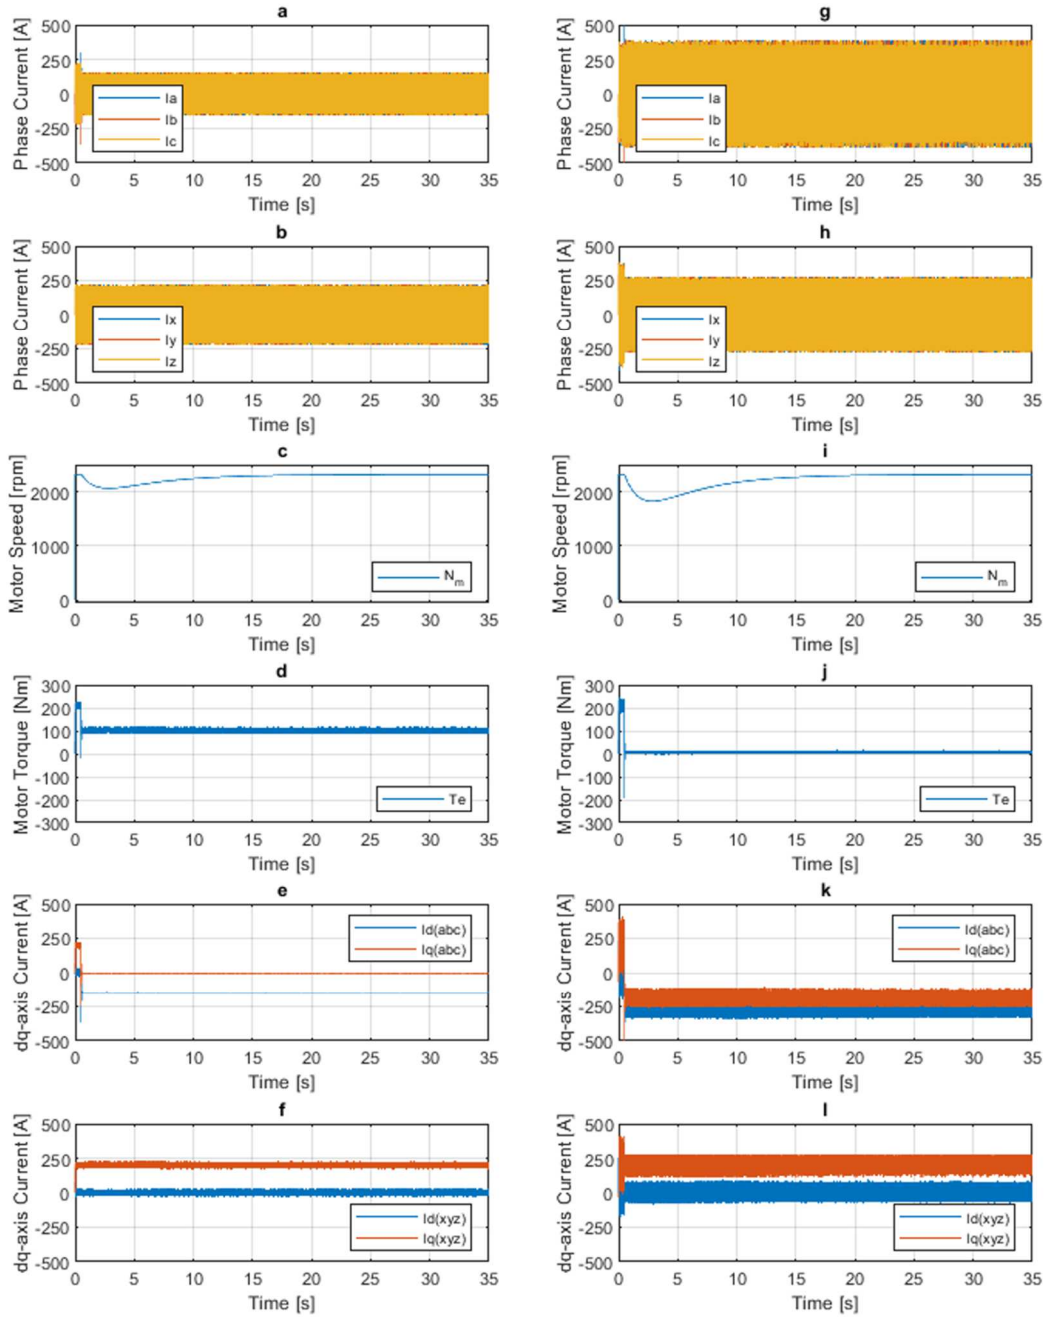 a
500
250
0
-250
-500
Phase Current [A]
Ia
Ib
Ic
0 5 10 15 20 25 30 35
Time [s]
g
500
250
0
-250
-500
Phase Current [A]
Ia
Ib
Ic
0 5 10 15 20 25 30 35
Time [s]
b
500
250
0
-250
-500
Phase Current [A]
Ix
Iy
Iz
0 5 10 15 20 25 30 35
Time [s]
h
500
250
0
-250
-500
Phase Current [A]
Ix
Iy
Iz
0 5 10 15 20 25 30 35
Time [s]
c
2000
1000
0
Motor Speed [rpm]
Nm
0 5 10 15 20 25 30 35
Time [s]
i
2000
1000
0
Motor Speed [rpm]
Nm
0 5 10 15 20 25 30 35
Time [s]
d
300
200
100
0
-100
-200
-300
Motor Torque [Nm]
Te
0 5 10 15 20 25 30 35
Time [s]
j
300
200
100
0
-100
-200
-300
Motor Torque [Nm]
Te
0 5 10 15 20 25 30 35
Time [s]
e
500
250
0
-250
-500
dq-axis Current [A]
Id(abc)
Iq(abc)
0 5 10 15 20 25 30 35
Time [s]
k
500
250
0
-250
-500
dq-axis Current [A]
Id(abc)
Iq(abc)
0 5 10 15 20 25 30 35
Time [s]
f
500
250
0
-250
-500
dq-axis Current [A]
Id(xyz)
Iq(xyz)
0 5 10 15 20 25 30 35
Time [s]
l
500
250
0
-250
-500
dq-axis Current [A]
Id(xyz)
Iq(xyz)
0 5 10 15 20 25 30 35
Time [s]